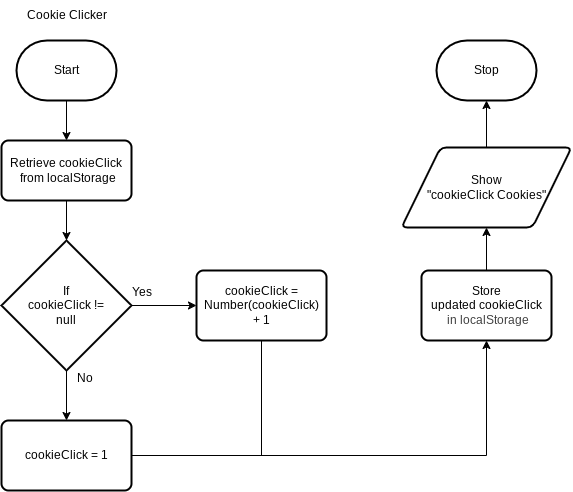 Cookie Clicker
Start
Retrieve cookieClick
from localStorage
If
cookieClick !=
null
Yes
cookieClick =
Number(cookieClick)
+ 1
No
cookieClick = 1
Store
updated cookieClick
in localStorage
Show
"cookieClick Cookies"
Stop